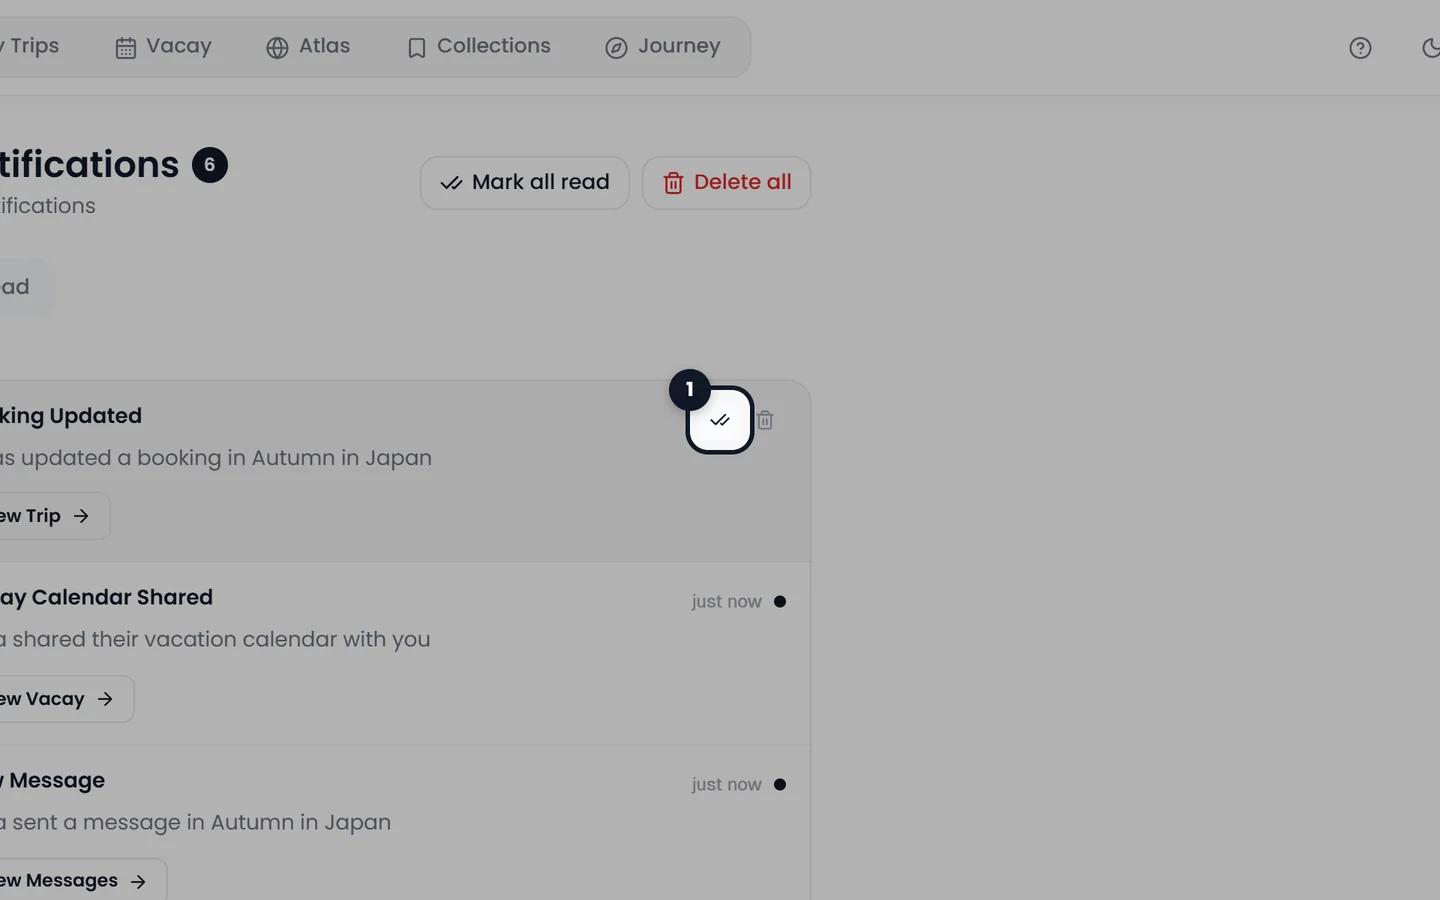 y Trips Vacay Atlas Collections Journey
tifications 6
Mark all read Delete all
ifications
ead
1
king Updated
as updated a booking in Autumn in Japan
ew Trip
ay Calendar Shared just now
a shared their vacation calendar with you
ew Vacay
y Message just now
a sent a message in Autumn in Japan
ew Messages